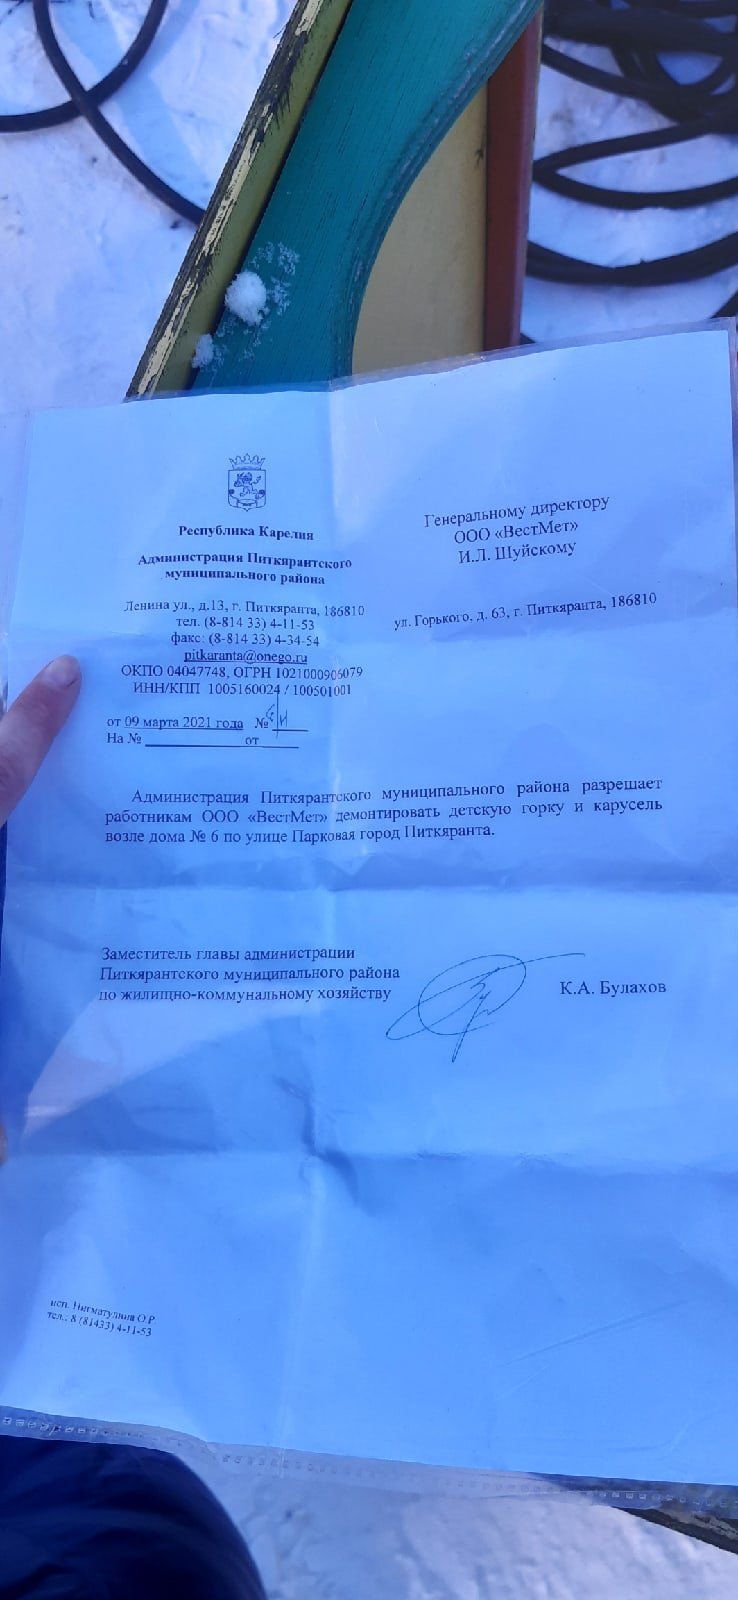 Республика Карелия
Администрация Питкярантского
муниципального района
Ленина ул., д.13, г. Питкяранта, 186810
тел. (8-814 33) 4-11-53
факс: (8-814 33) 4-34-54
pitkaranta@onego.ru
ОКПО 04047748, ОГРН 1021000906079
ИНН/КПП 1005160024 / 100501001
от 09 марта 2021 года №
На № от
Генеральному директору
ООО «ВестМет»
И.Л. Шуйскому
ул. Горького, д. 63, г. Питкяранта, 186810
Администрация Питкярантского муниципального района разрешает
работникам ООО «ВестМет» демонтировать детскую горку и карусель
возле дома № 6 по улице Парковая город Питкяранта.
Заместитель главы администрации
Питкярантского муниципального района
по жилищно-коммунальному хозяйству
К.А. Булахов
исп. Нигматулина О.Р.
тел.: 8 (81433) 4-11-53